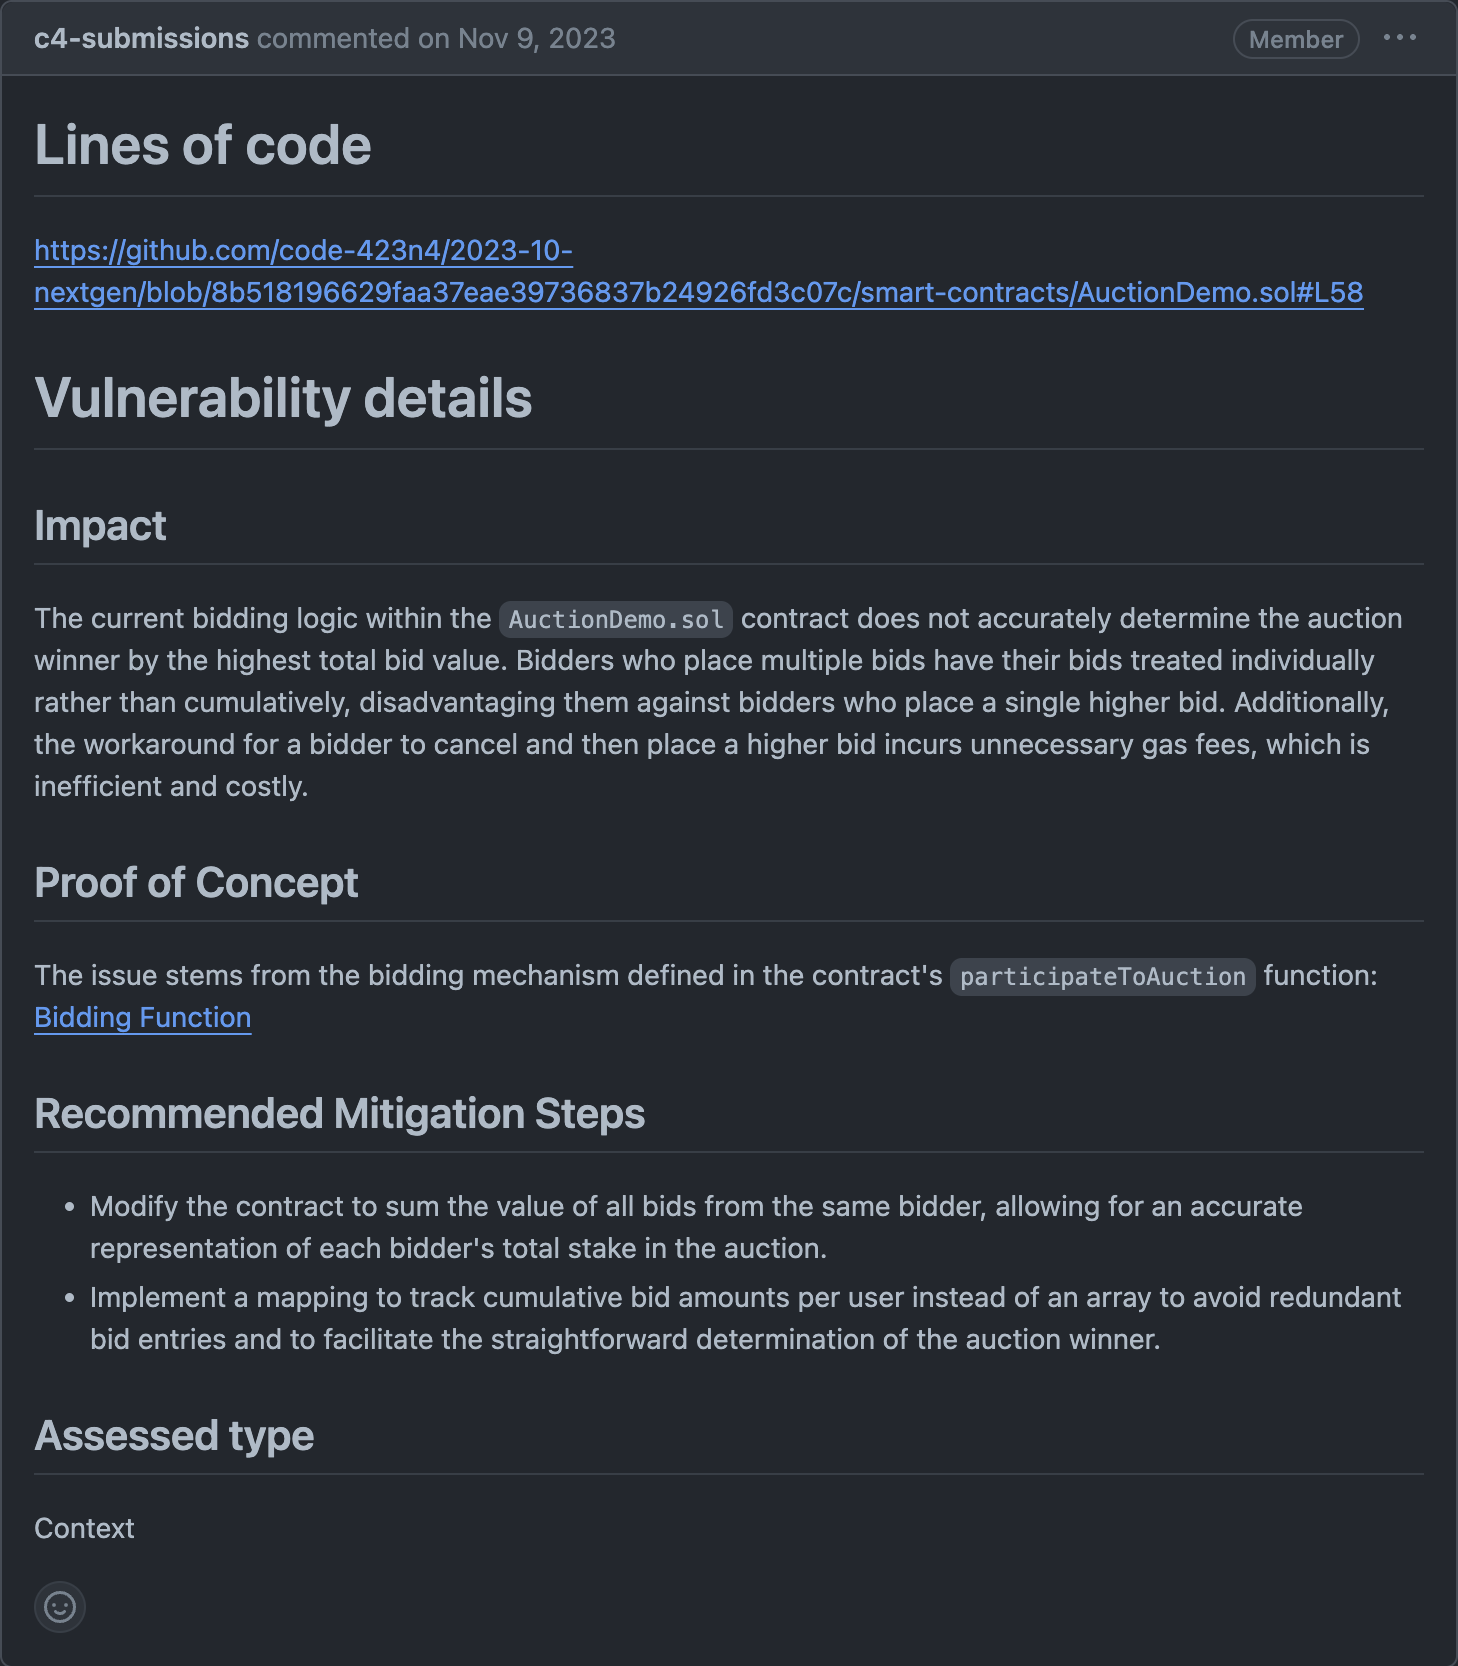 c4-submissions commented on Nov 9, 2023
Member
Lines of code
https://github.com/code-423n4/2023-10-
nextgen/blob/8b518196629faa37eae39736837b24926fd3c07c/smart-contracts/AuctionDemo.sol#L58
Vulnerability details
Impact
The current bidding logic within the AuctionDemo.sol contract does not accurately determine the auction
winner by the highest total bid value. Bidders who place multiple bids have their bids treated individually
rather than cumulatively, disadvantaging them against bidders who place a single higher bid. Additionally,
the workaround for a bidder to cancel and then place a higher bid incurs unnecessary gas fees, which is
inefficient and costly.
Proof of Concept
The issue stems from the bidding mechanism defined in the contract's participateToAuction function:
Bidding Function
Recommended Mitigation Steps
• Modify the contract to sum the value of all bids from the same bidder, allowing for an accurate
representation of each bidder's total stake in the auction.
• Implement a mapping to track cumulative bid amounts per user instead of an array to avoid redundant
bid entries and to facilitate the straightforward determination of the auction winner.
Assessed type
Context